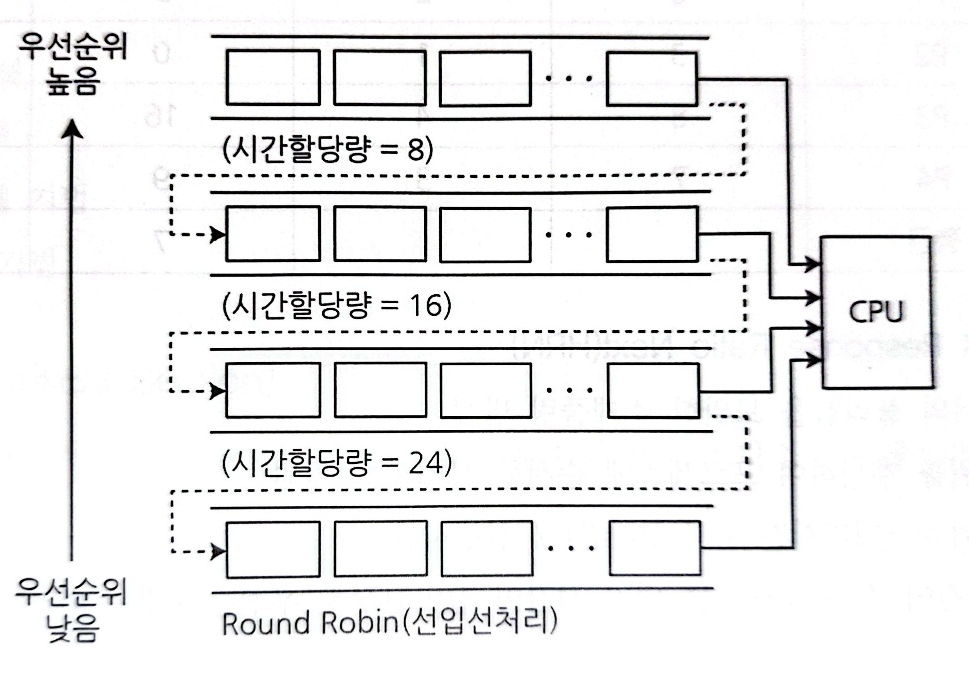 우선순위
높음
(시간할당량 = 8)
(시간할당량 = 16)
CPU
(시간할당량 = 24)
우선순위
낮음
Round Robin(선입선처리)